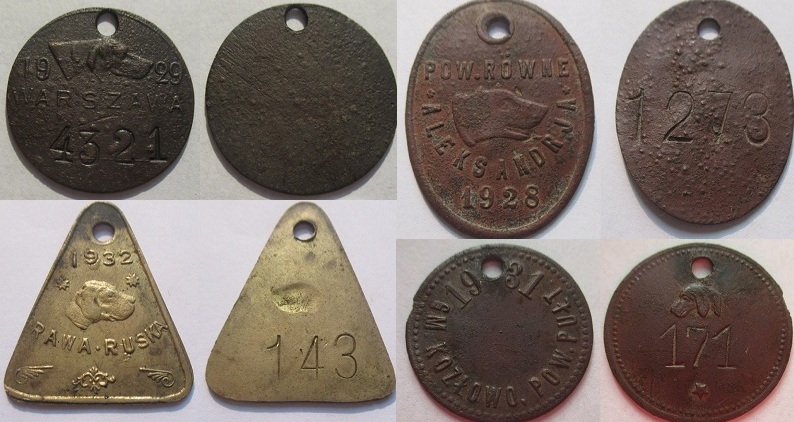 19 29
WARSZAWA
4321
POW. RÓWNE
ALEKSANDRJA
1928
1273
1932
RAWA·RUSKA
143
1931
GM KOZŁOWO, POW. PUŁT
171